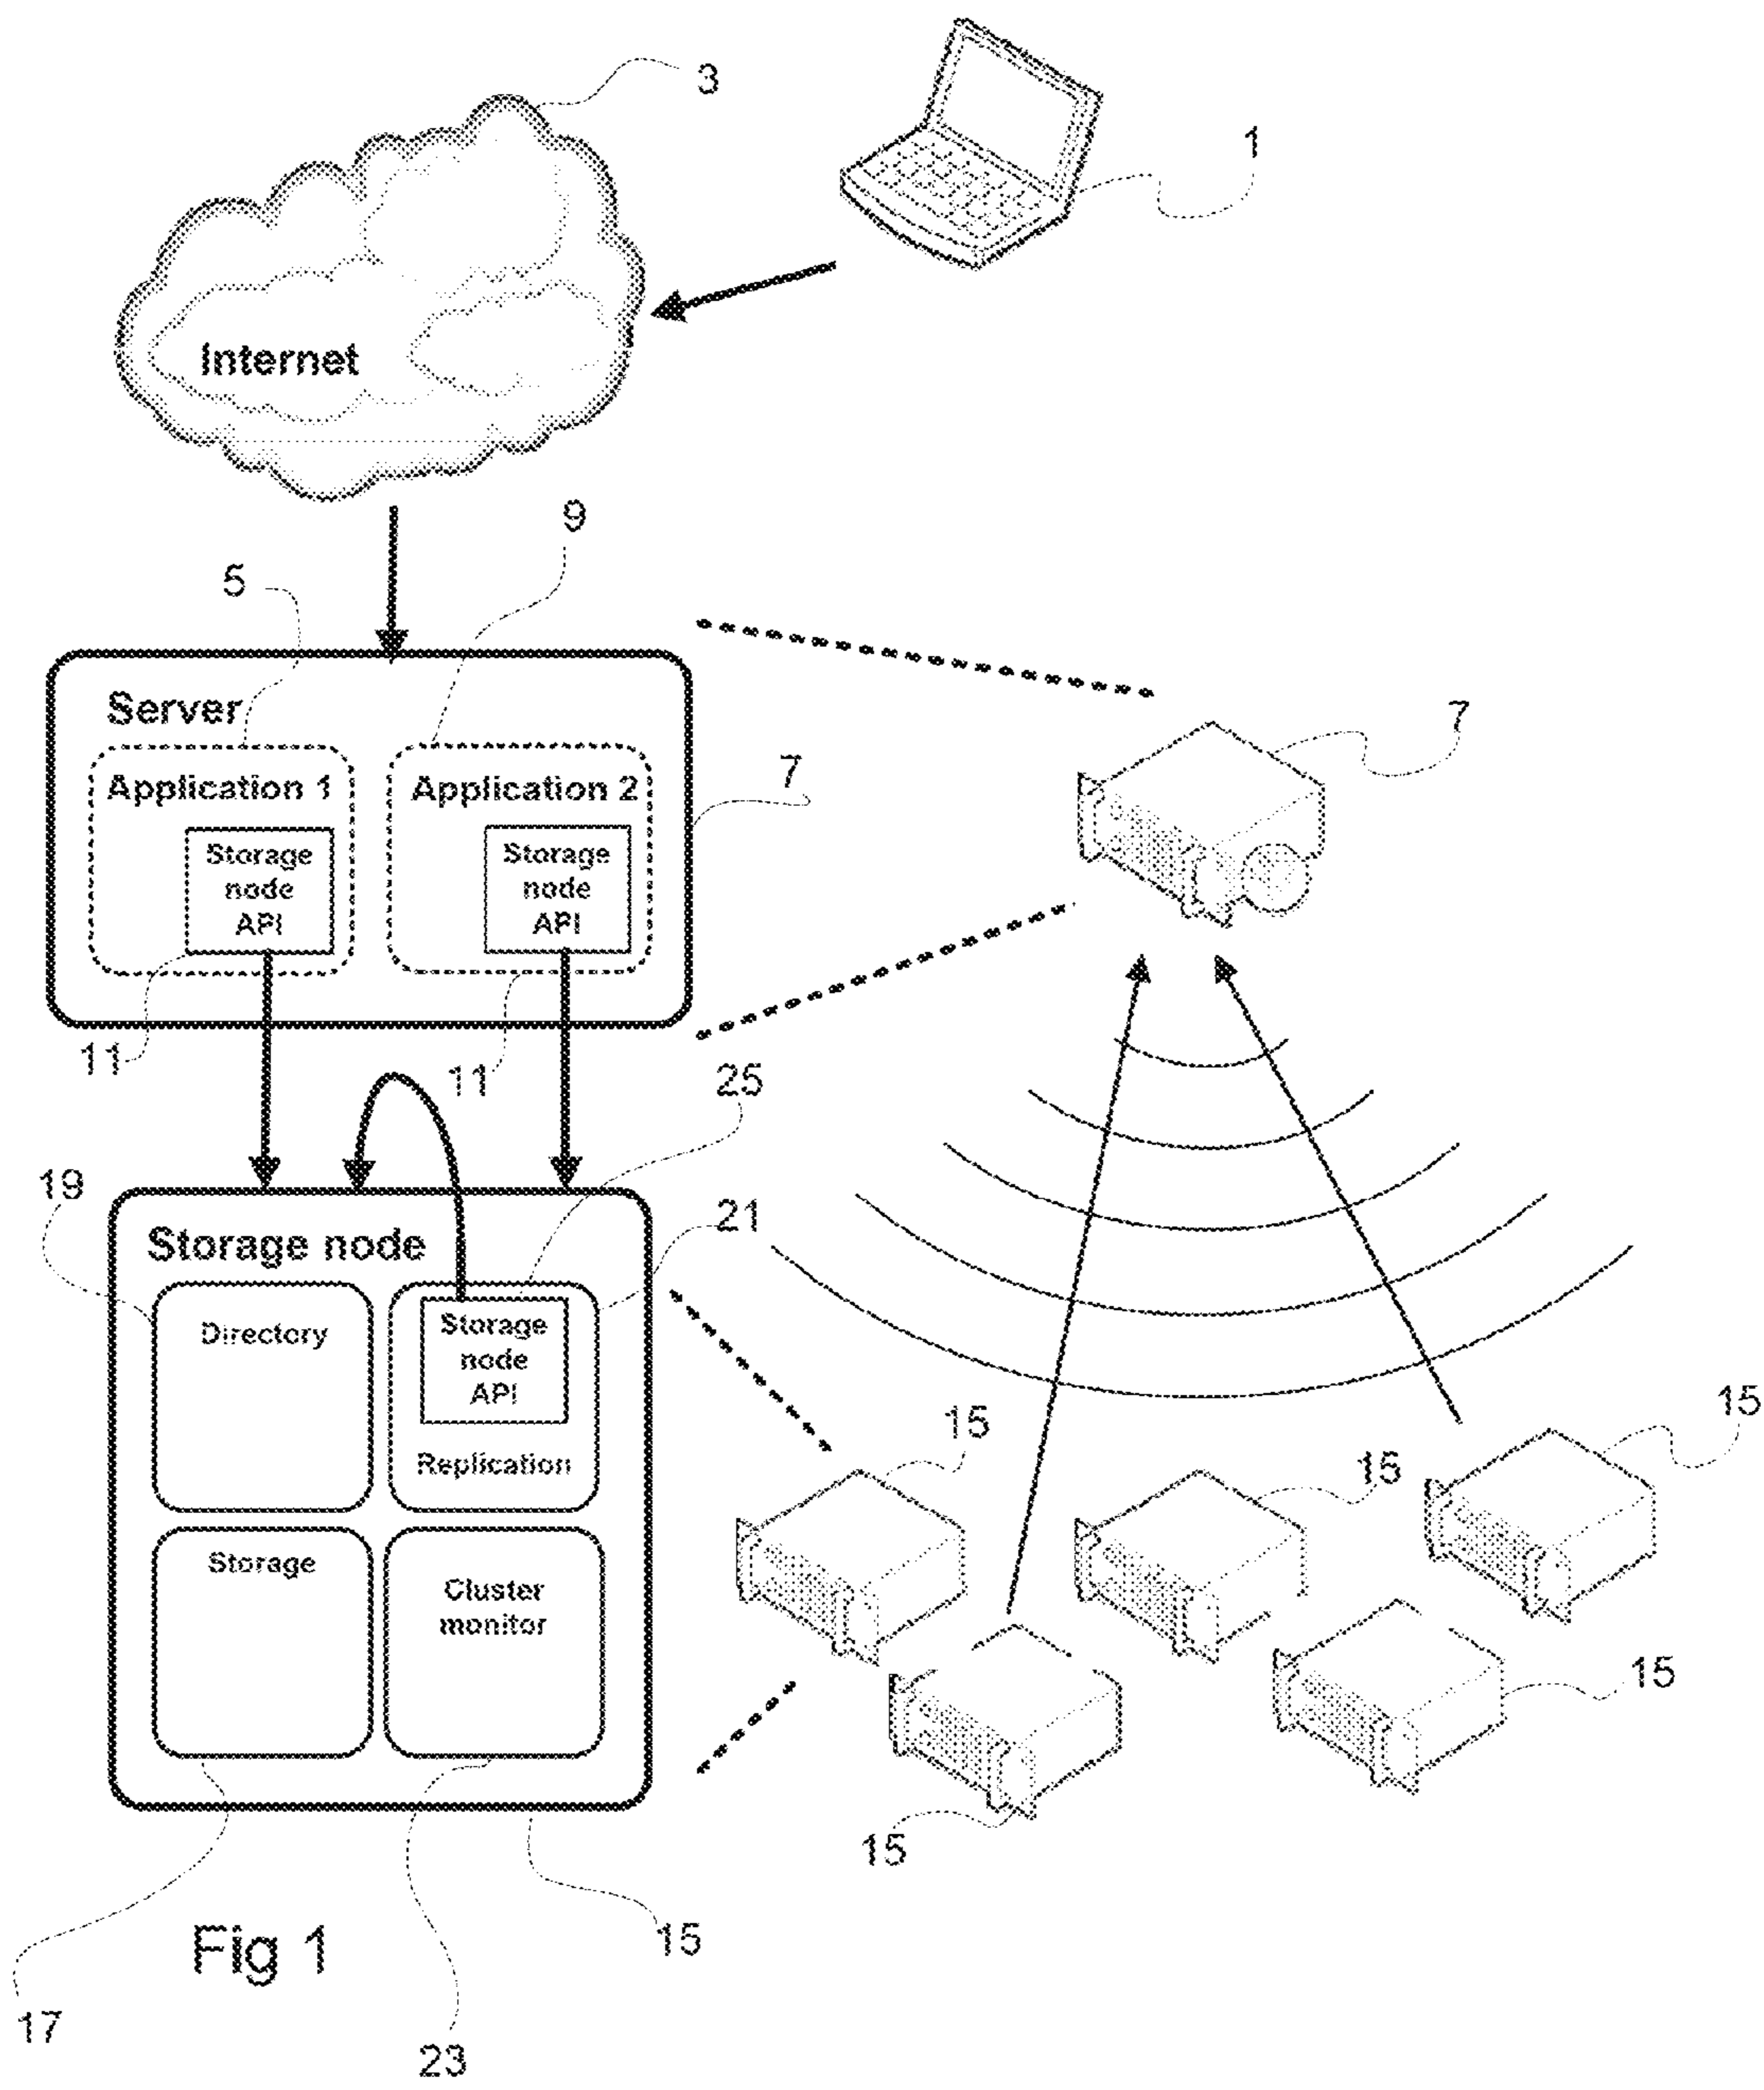 3
1
Internet
9
5
Server
7
7
Application 1
Application 2
Storage
node
API
Storage
node
API
11
11
25
19
21
Storage node
Directory
Storage
node
API
Replication
15
15
15
Storage
Cluster
monitor
15
15
15
Fig 1
17
23